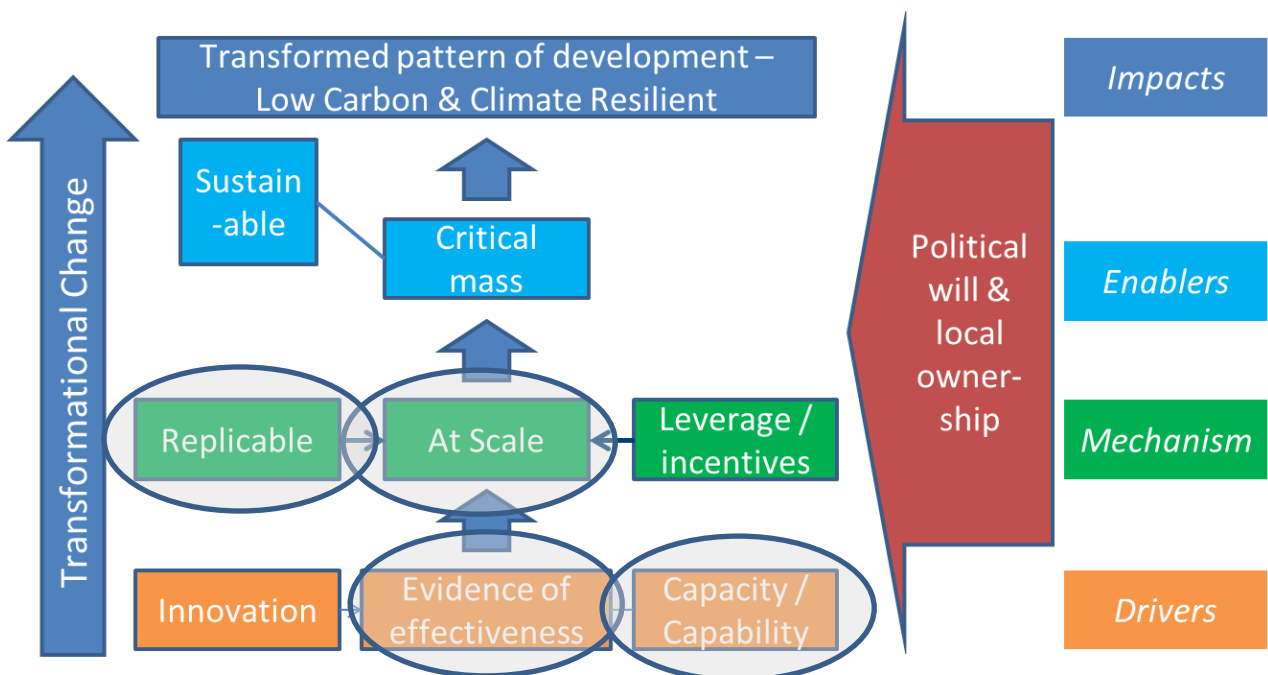 Transformed pattern of development –
Low Carbon & Climate Resilient
Impacts
Transformational Change
Sustain
-able
Critical
mass
Political
will &
local
owner-
ship
Enablers
Replicable
At Scale
Leverage /
incentives
Mechanism
Innovation
Evidence of
effectiveness
Capacity /
Capability
Drivers